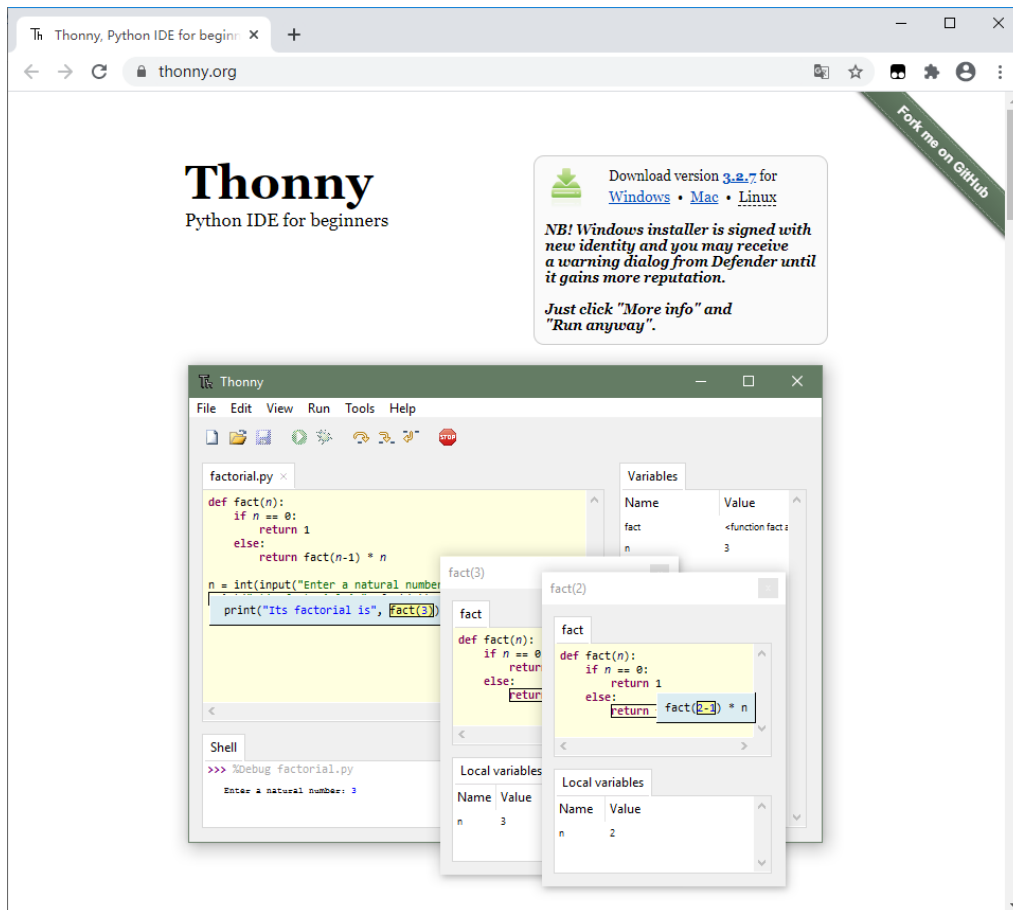 Thonny, Python IDE for beginn
thonny.org
Fork me on GitHub
Thonny
Python IDE for beginners
Download version 3.2.7 for
Windows • Mac • Linux
NB! Windows installer is signed with
new identity and you may receive
a warning dialog from Defender until
it gains more reputation.
Just click "More info" and
"Run anyway".
Thonny
File Edit View Run Tools Help
STOP
factorial.py
def fact(n):
if n == 0:
return 1
else:
return fact(n-1) * n
n = int(input("Enter a natural number
print("Its factorial is", fact(3))
Shell
>>> %Debug factorial.py
Enter a natural number: 3
Variables
Name Value
fact <function fact a
n 3
fact(3)
fact
def fact(n):
if n == 0
retur
else:
retur
Local variables
Name Value
n 3
fact(2)
fact
def fact(n):
if n == 0:
return 1
else:
return fact(2-1) * n
Local variables
Name Value
n 2